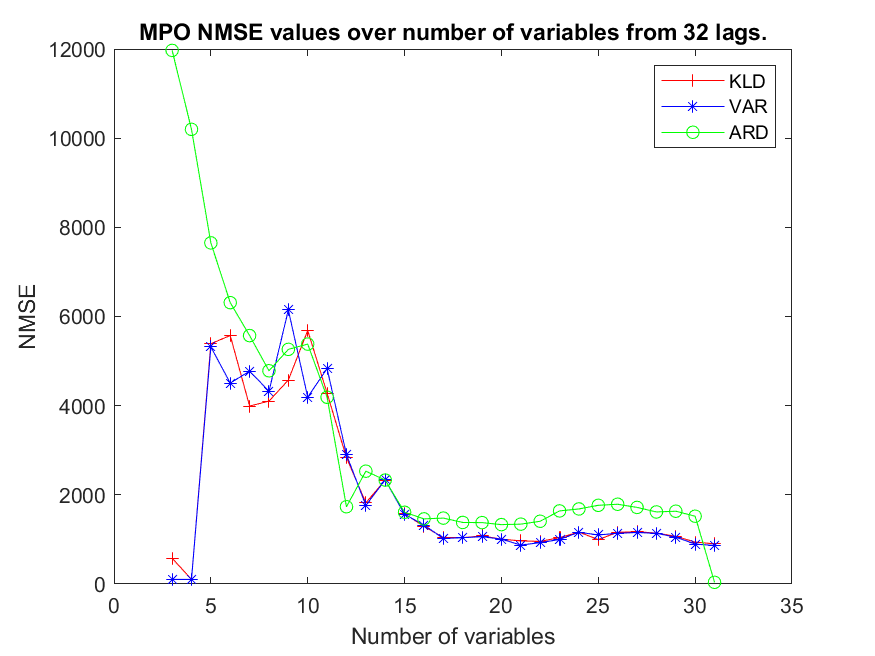 MPO NMSE values over number of variables from 32 lags.
12000
10000
8000
6000
4000
2000
0
NMSE
KLD
VAR
ARD
0 5 10 15 20 25 30 35
Number of variables